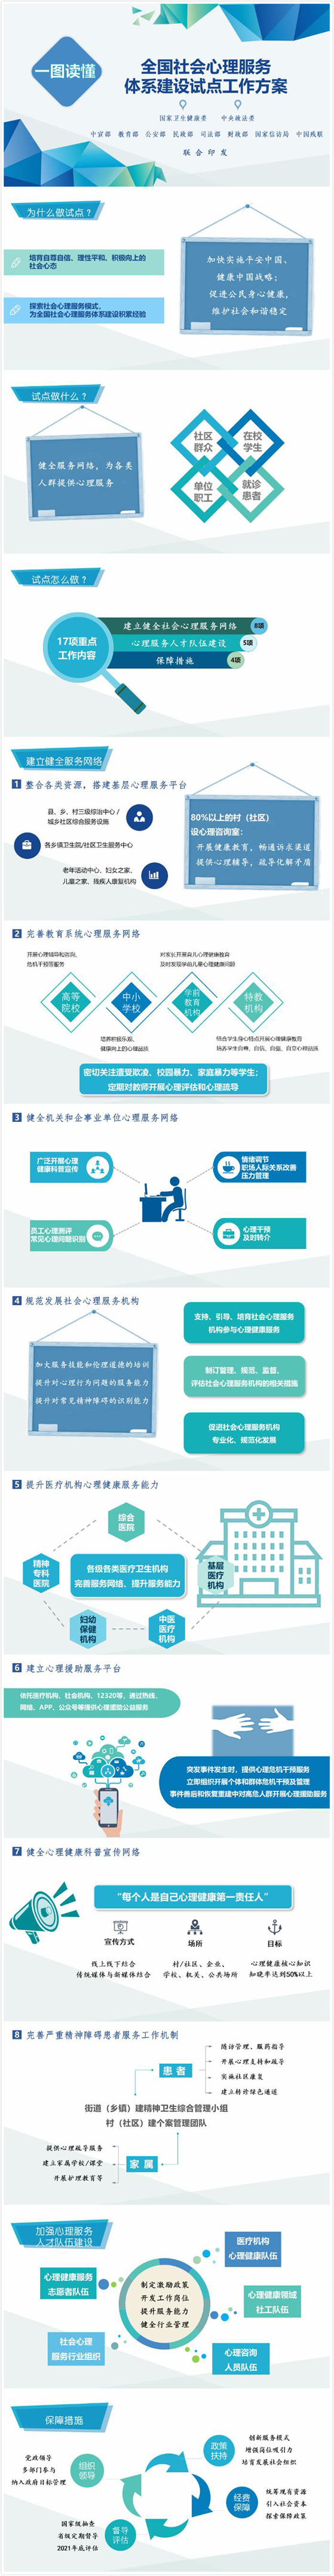 一图读懂
全国社会心理服务
体系建设试点工作方案
国家卫生健康委 中央政法委
中宣部 教育部 公安部 民政部 司法部 财政部 国家信访局 中国残联
联合印发
为什么做试点？
培育自尊自信、理性平和、积极向上的
社会心态
探索社会心理服务模式，
为全国社会心理服务体系建设积累经验
加快实施平安中国、
健康中国战略；
促进公民身心健康，
维护社会和谐稳定
试点做什么？
健全服务网络，为各类
人群提供心理服务
社区
群众
在校
学生
单位
职工
就诊
患者
试点怎么做？
17项重点
工作内容
建立健全社会心理服务网络 8项
心理服务人才队伍建设 5项
保障措施 4项
建立健全服务网络
1 整合各类资源，搭建基层心理服务平台
县、乡、村三级综治中心/
城乡社区综合服务设施
各乡镇卫生院/社区卫生服务中心
老年活动中心、妇女之家、
儿童之家、残疾人康复机构
80%以上的村（社区）
设心理咨询室：
开展健康教育，畅通诉求渠道
提供心理辅导，疏导化解矛盾
2 完善教育系统心理服务网络
开展心理辅导和咨询、
危机干预等服务
对家长开展育儿心理健康教育
及时发现学前儿童心理健康问题
高等
院校
中小
学校
学前
教育
机构
特教
机构
培养积极乐观、
健康向上的心理品质
结合学生身心特点开展心理健康教育
培养学生自尊、自信、自强、自立心理品质
密切关注遭受欺凌、校园暴力、家庭暴力等学生；
定期对教师开展心理评估和心理疏导
3 健全机关和企事业单位心理服务网络
广泛开展心理
健康科普宣传
情绪调节
职场人际关系改善
压力管理
员工心理测评
常见心理问题识别
心理干预
及时转介
4 规范发展社会心理服务机构
加大服务技能和伦理道德的培训
提升对心理行为问题的服务能力
提升对常见精神障碍的识别能力
支持、引导、培育社会心理服务
机构参与心理健康服务
制订管理、规范、监督、
评估社会心理服务机构的相关措施
促进社会心理服务机构
专业化、规范化发展
5 提升医疗机构心理健康服务能力
综合
医院
精神
专科
医院
各级各类医疗卫生机构
完善服务网络、提升服务能力
基层
医疗
机构
妇幼
保健
机构
中医
医疗
机构
6 建立心理援助服务平台
依托医疗机构、社会机构、12320等，通过热线、
网络、APP、公众号等提供心理援助公益服务
突发事件发生时，提供心理危机干预服务
立即组织开展个体和群体危机干预及管理
事件善后和恢复重建中对高危人群开展心理援助服务
7 健全心理健康科普宣传网络
“每个人是自己心理健康第一责任人”
宣传方式
场所
目标
线上线下结合
传统媒体与新媒体结合
村/社区、企业、
学校、机关、公共场所
心理健康核心知识
知晓率达到50%以上
8 完善严重精神障碍患者服务工作机制
患者
随访管理、服药指导
开展心理支持和疏导
实施社区康复
建立转诊绿色通道
街道（乡镇）建精神卫生综合管理小组
村（社区）建个案管理团队
提供心理疏导服务
建立家属学校/课堂
开展护理教育等
家属
加强心理服务
人才队伍建设
医疗机构
心理健康队伍
心理健康服务
志愿者队伍
制定激励政策
开发工作岗位
提升服务能力
健全行业管理
心理健康领域
社工队伍
社会心理
服务行业组织
心理咨询
人员队伍
保障措施
党政领导
多部门参与
纳入政府目标管理
组织
领导
政策
扶持
创新服务模式
增强岗位吸引力
培育发展社会组织
经费
保障
统筹现有资源
引入社会资本
探索保障政策
督导
评估
国家级抽查
省级定期督导
2021年底评估